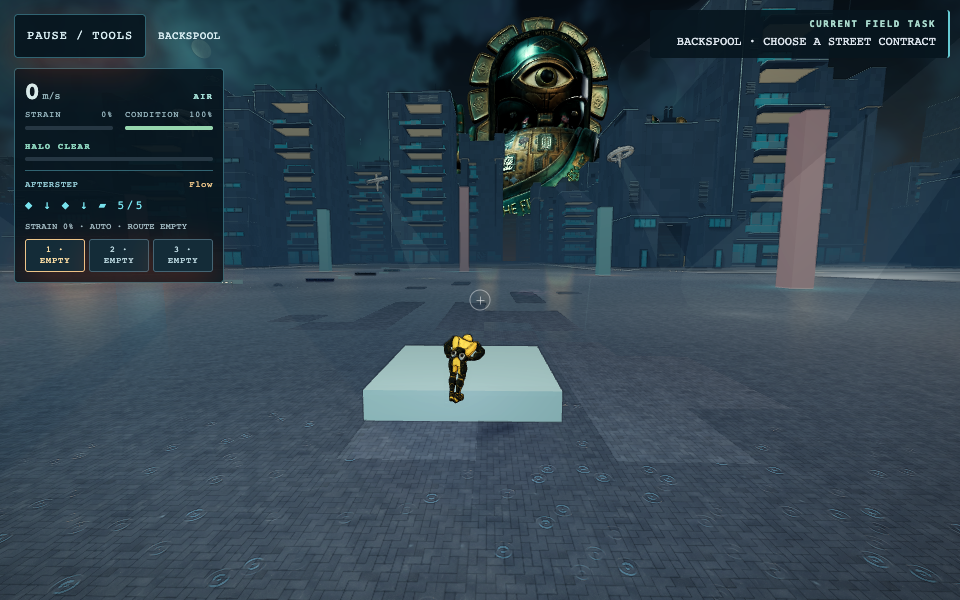 PAUSE / TOOLS
BACKSPOOL
CURRENT FIELD TASK
BACKSPOOL · CHOOSE A STREET CONTRACT
0 m/s
AIR
STRAIN 0%
CONDITION 100%
HALO CLEAR
AFTERSTEP
Flow
5/5
STRAIN 0% · AUTO · ROUTE EMPTY
1 · EMPTY
2 · EMPTY
3 · EMPTY